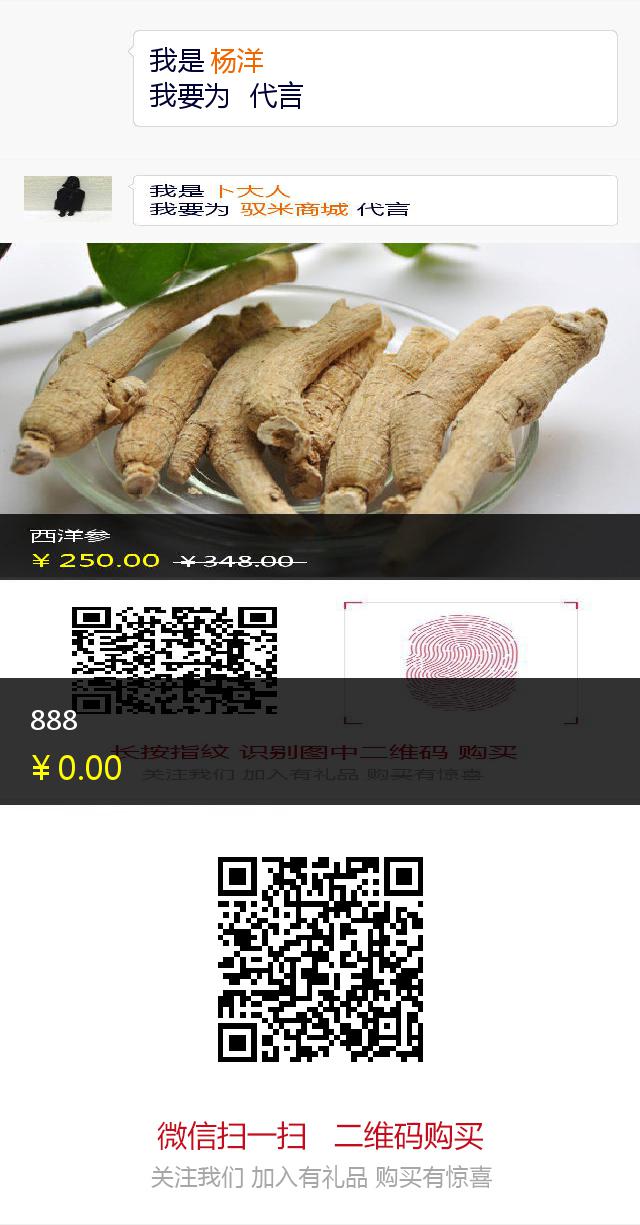 我是 杨洋
我要为 代言
我是 卜大人
我要为 驭米商城 代言
西洋参
¥ 250.00 ¥ 348.00
888
¥ 0.00
长按指纹 识别图中二维码 购买
关注我们 加入有礼品 购买有惊喜
微信扫一扫 二维码购买
关注我们 加入有礼品 购买有惊喜